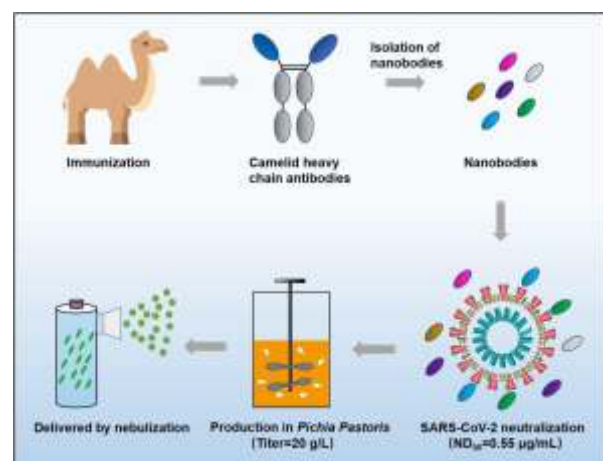 Isolation of
nanobodies
Immunization
Camelid heavy
chain antibodies
Nanobodies
Delivered by nebulization
Production in Pichia Pastoris
(Titer=20 g/L)
SARS-CoV-2 neutralization
(ND₅₀=0.55 μg/mL)